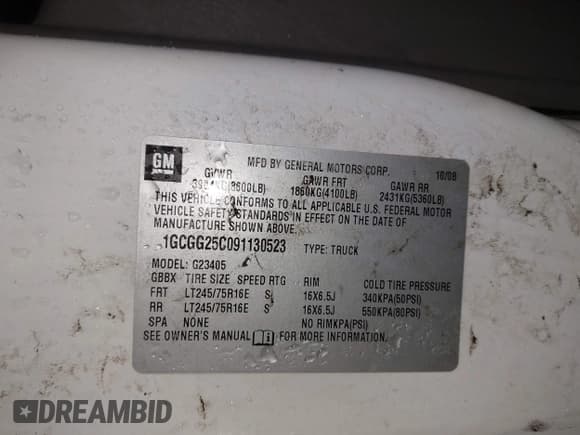 GM
MFD BY GENERAL MOTORS CORP. 10/08
GVWR GAWR FRT GAWR RR
(8600LB) 1860KG(4100LB) 2431KG(5360LB)
THIS VEHICLE CONFORMS TO ALL APPLICABLE U.S. FEDERAL MOTOR
VEHICLE SAFETY STANDARDS IN EFFECT ON THE DATE OF
MANUFACTURE SHOWN ABOVE.
1GCGG25C091130523 TYPE: TRUCK
MODEL: G23405
GBBX TIRE SIZE SPEED RTG RIM COLD TIRE PRESSURE
FRT LT245/75R16E S 16X6.5J 340KPA(50PSI)
RR LT245/75R16E S 16X6.5J 550KPA(80PSI)
SPA NONE NO RIMKPA(PSI)
SEE OWNER'S MANUAL FOR MORE INFORMATION.
DREAMBID